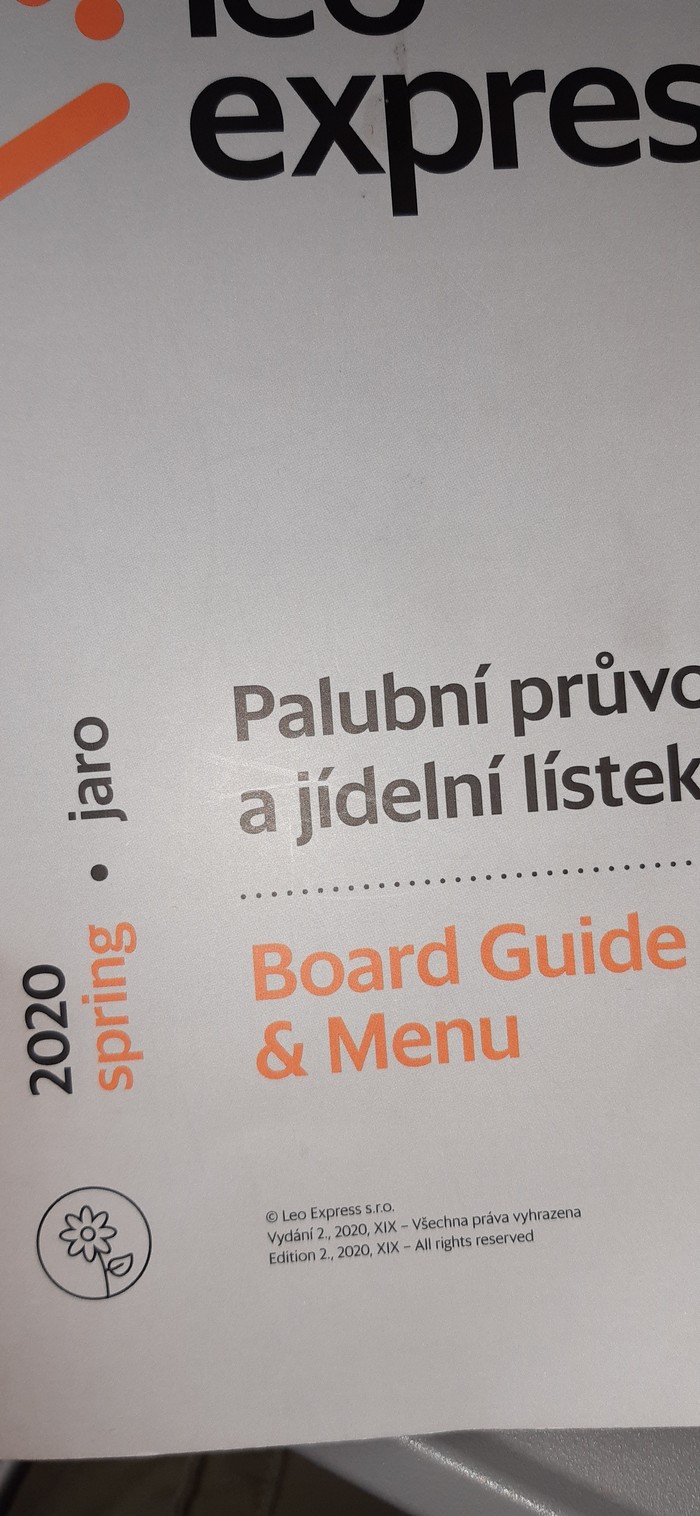 leo
expres
Palubní průvo
a jídelní lístek
Board Guide
& Menu
2020
spring • jaro
© Leo Express s.r.o.
Vydání 2., 2020, XIX – Všechna práva vyhrazena
Edition 2., 2020, XIX – All rights reserved